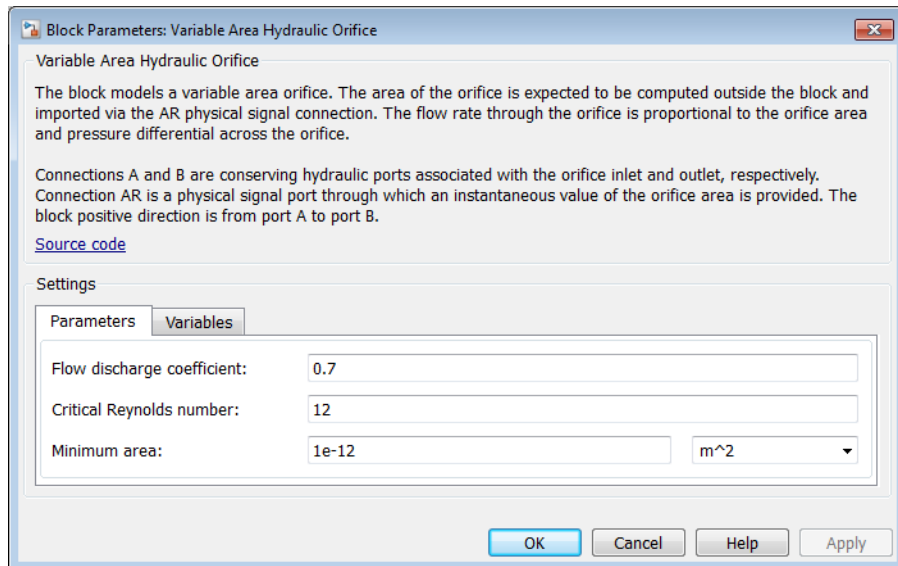 Block Parameters: Variable Area Hydraulic Orifice
Variable Area Hydraulic Orifice
The block models a variable area orifice. The area of the orifice is expected to be computed outside the block and
imported via the AR physical signal connection. The flow rate through the orifice is proportional to the orifice area
and pressure differential across the orifice.
Connections A and B are conserving hydraulic ports associated with the orifice inlet and outlet, respectively.
Connection AR is a physical signal port through which an instantaneous value of the orifice area is provided. The
block positive direction is from port A to port B.
Source code
Settings
Parameters Variables
Flow discharge coefficient: 0.7
Critical Reynolds number: 12
Minimum area: 1e-12 m^2
OK Cancel Help Apply